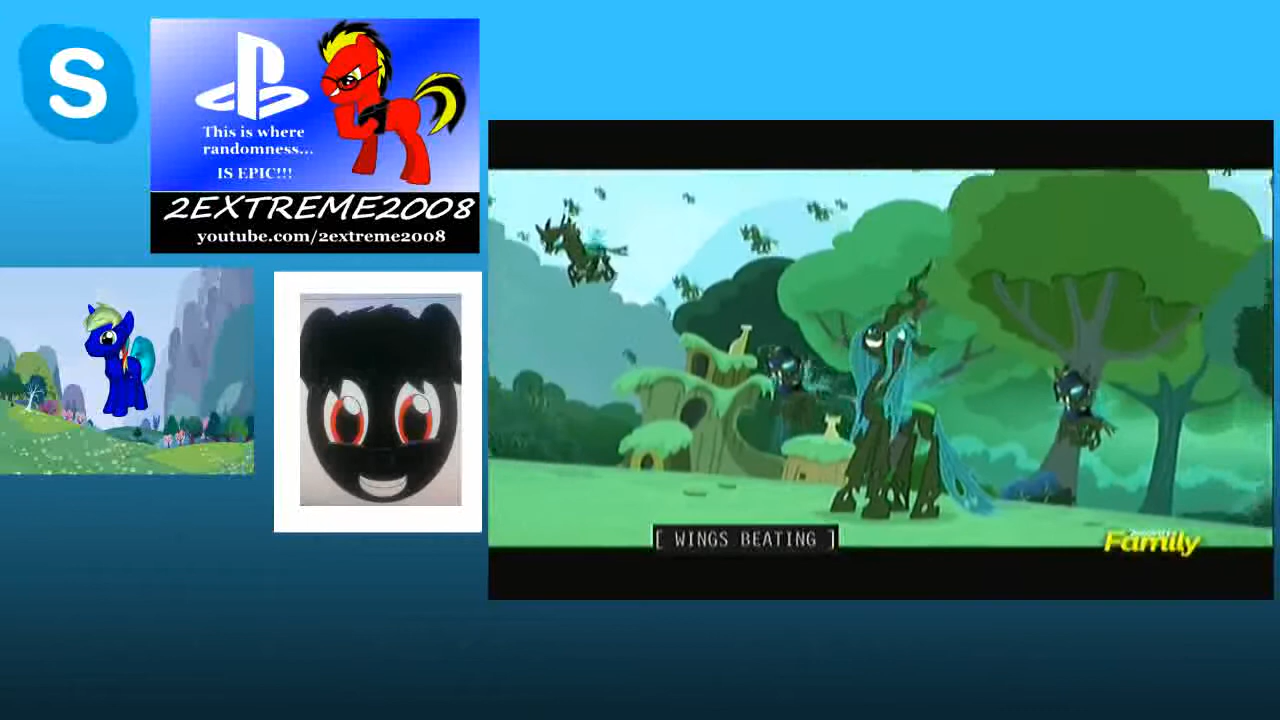 S
This is where
randomness...
IS EPIC!!!
2EXTREME2008
youtube.com/2extreme2008
[ WINGS BEATING ]
Family